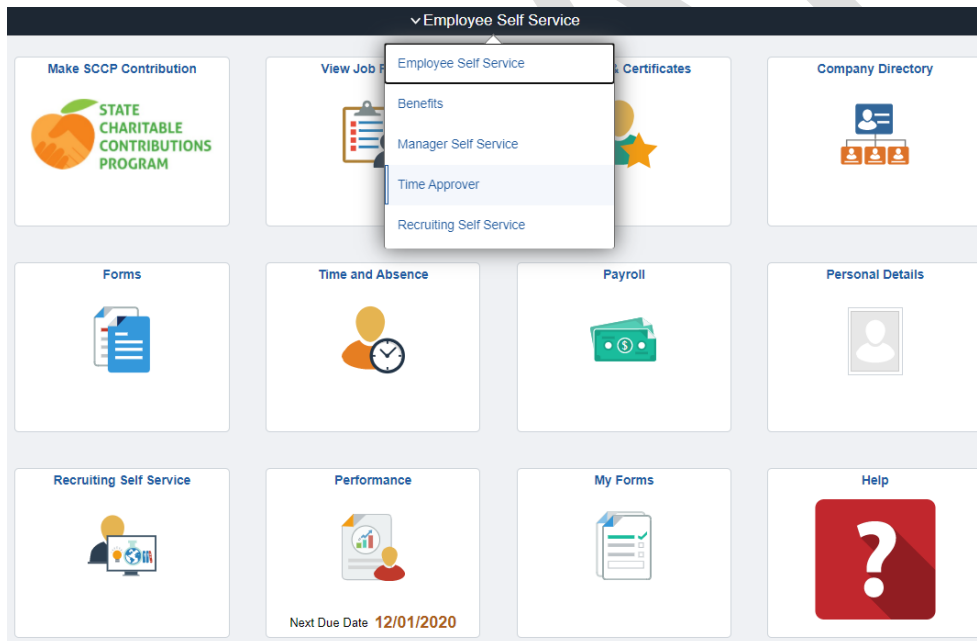 Employee Self Service
Make SCCP Contribution
STATE
CHARITABLE
CONTRIBUTIONS
PROGRAM
View Job
Employee Self Service
Benefits
Manager Self Service
Time Approver
Recruiting Self Service
Certificates
Company Directory
Forms
Time and Absence
Payroll
$
Personal Details
Recruiting Self Service
Performance
Next Due Date 12/01/2020
My Forms
Help
?